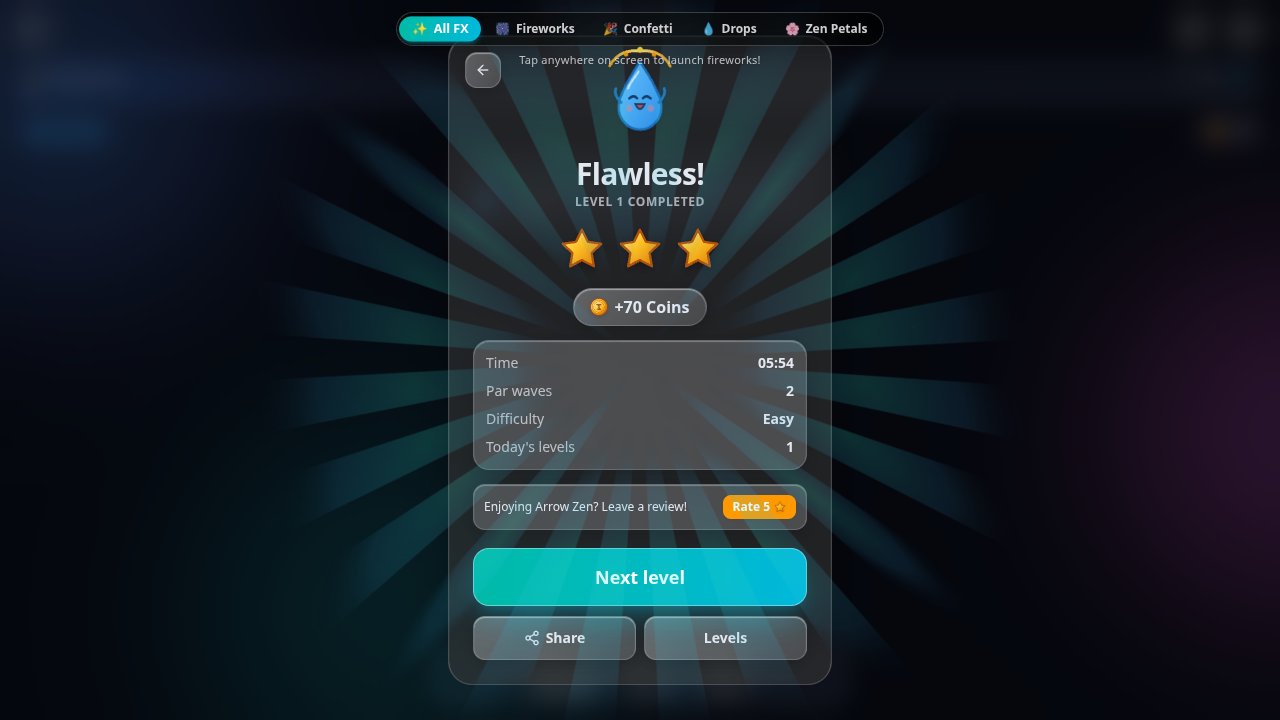 ✨ All FX 🎆 Fireworks 🎉 Confetti 💧 Drops 🌸 Zen Petals
Tap anywhere on screen to launch fireworks!
Flawless!
LEVEL 1 COMPLETED
+70 Coins
Time 05:54
Par waves 2
Difficulty Easy
Today's levels 1
Enjoying Arrow Zen? Leave a review! Rate 5 ⭐
Next level
Share Levels